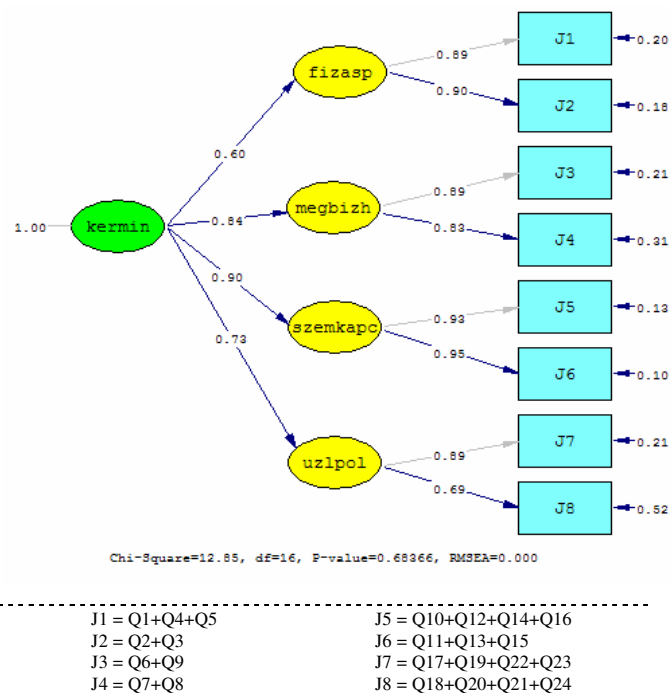 J1
0.20
0.89
fizasp
0.90
J2
0.18
0.60
J3
0.21
0.89
megbizh
0.84
0.83
J4
0.31
1.00
kermin
0.90
J5
0.13
0.93
szemkapc
0.73
0.95
J6
0.10
J7
0.21
0.89
uzlpol
0.69
J8
0.52
Chi-Square=12.85, df=16, P-value=0.68366, RMSEA=0.000
J1 = Q1+Q4+Q5
J2 = Q2+Q3
J3 = Q6+Q9
J4 = Q7+Q8
J5 = Q10+Q12+Q14+Q16
J6 = Q11+Q13+Q15
J7 = Q17+Q19+Q22+Q23
J8 = Q18+Q20+Q21+Q24